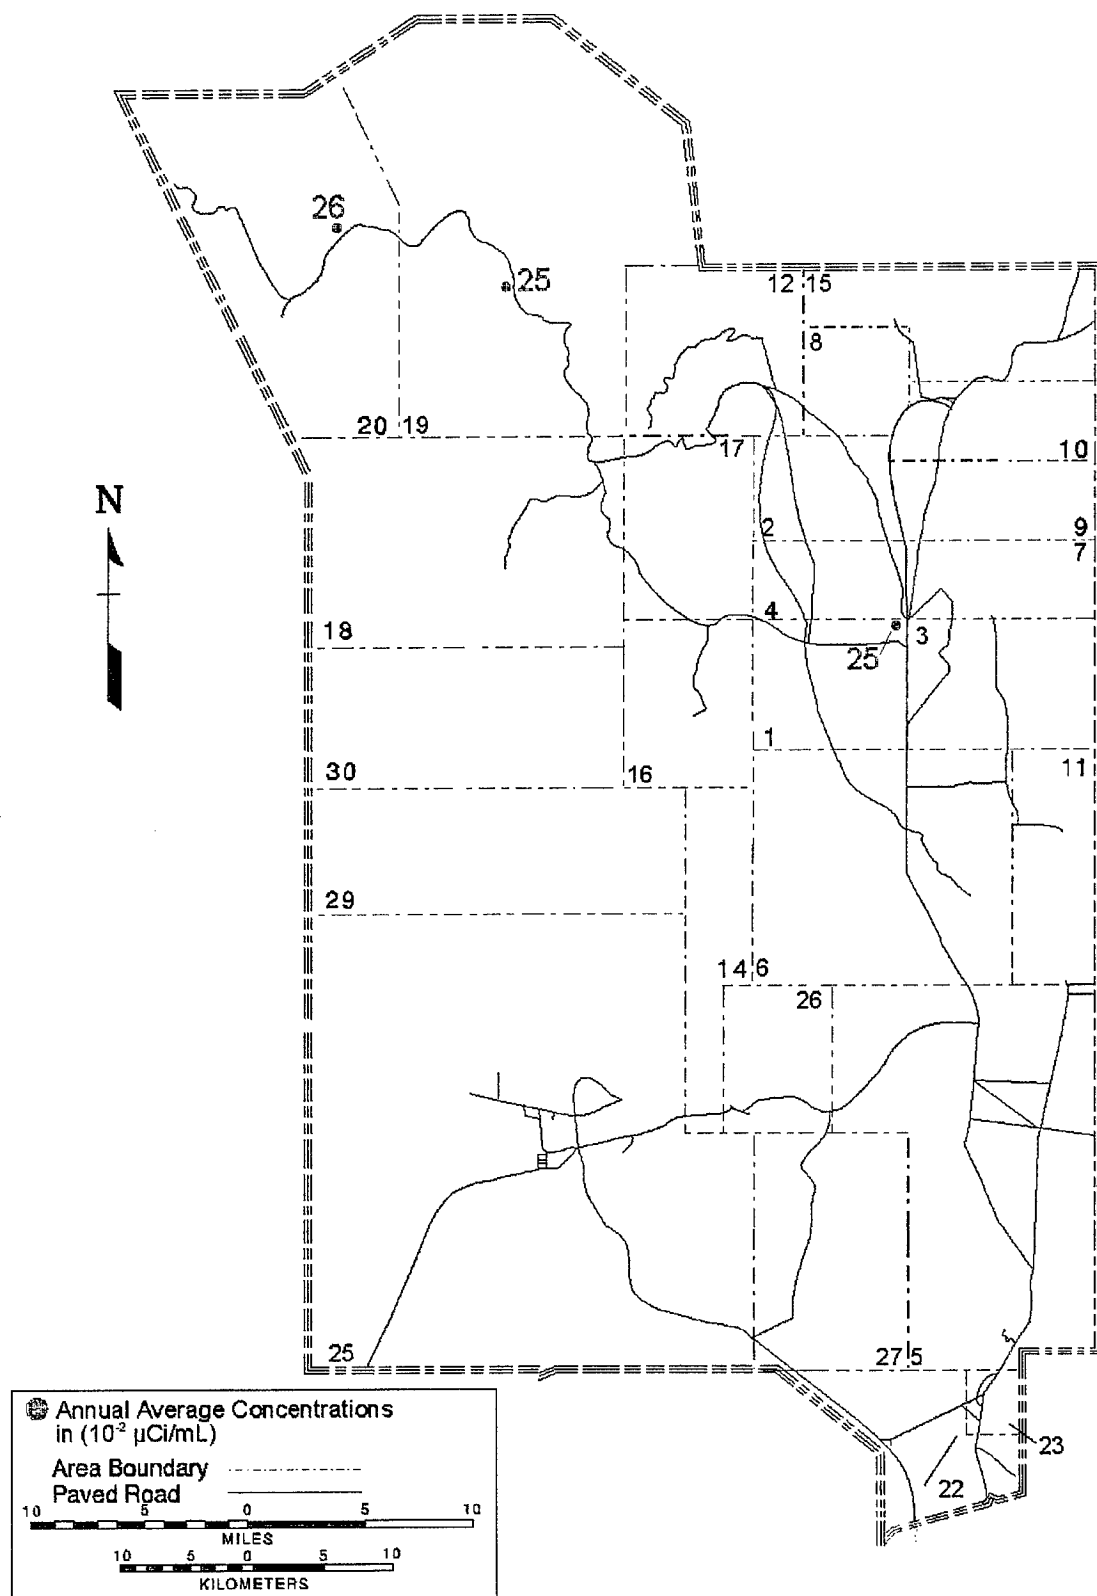 26
25
12 15
8
20 19
17
10
N
2
9
7
4
3
18
25
1
11
30
16
29
14 6
26
25
27 5
23
22
Annual Average Concentrations
in (10⁻² µCi/mL)
Area Boundary
Paved Road
10 5 0 5 10
MILES
10 5 0 5 10
KILOMETERS